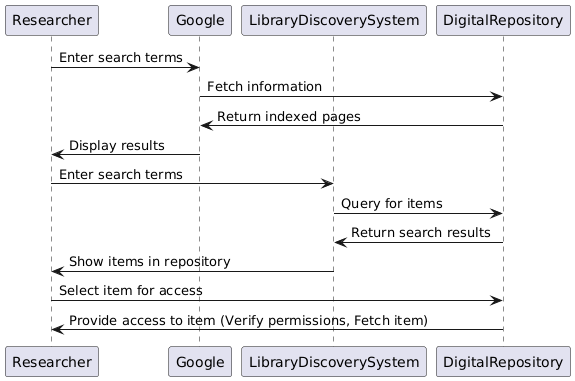 Researcher Google LibraryDiscoverySystem DigitalRepository
Enter search terms
Fetch information
Return indexed pages
Display results
Enter search terms
Query for items
Return search results
Show items in repository
Select item for access
Provide access to item (Verify permissions, Fetch item)
Researcher Google LibraryDiscoverySystem DigitalRepository